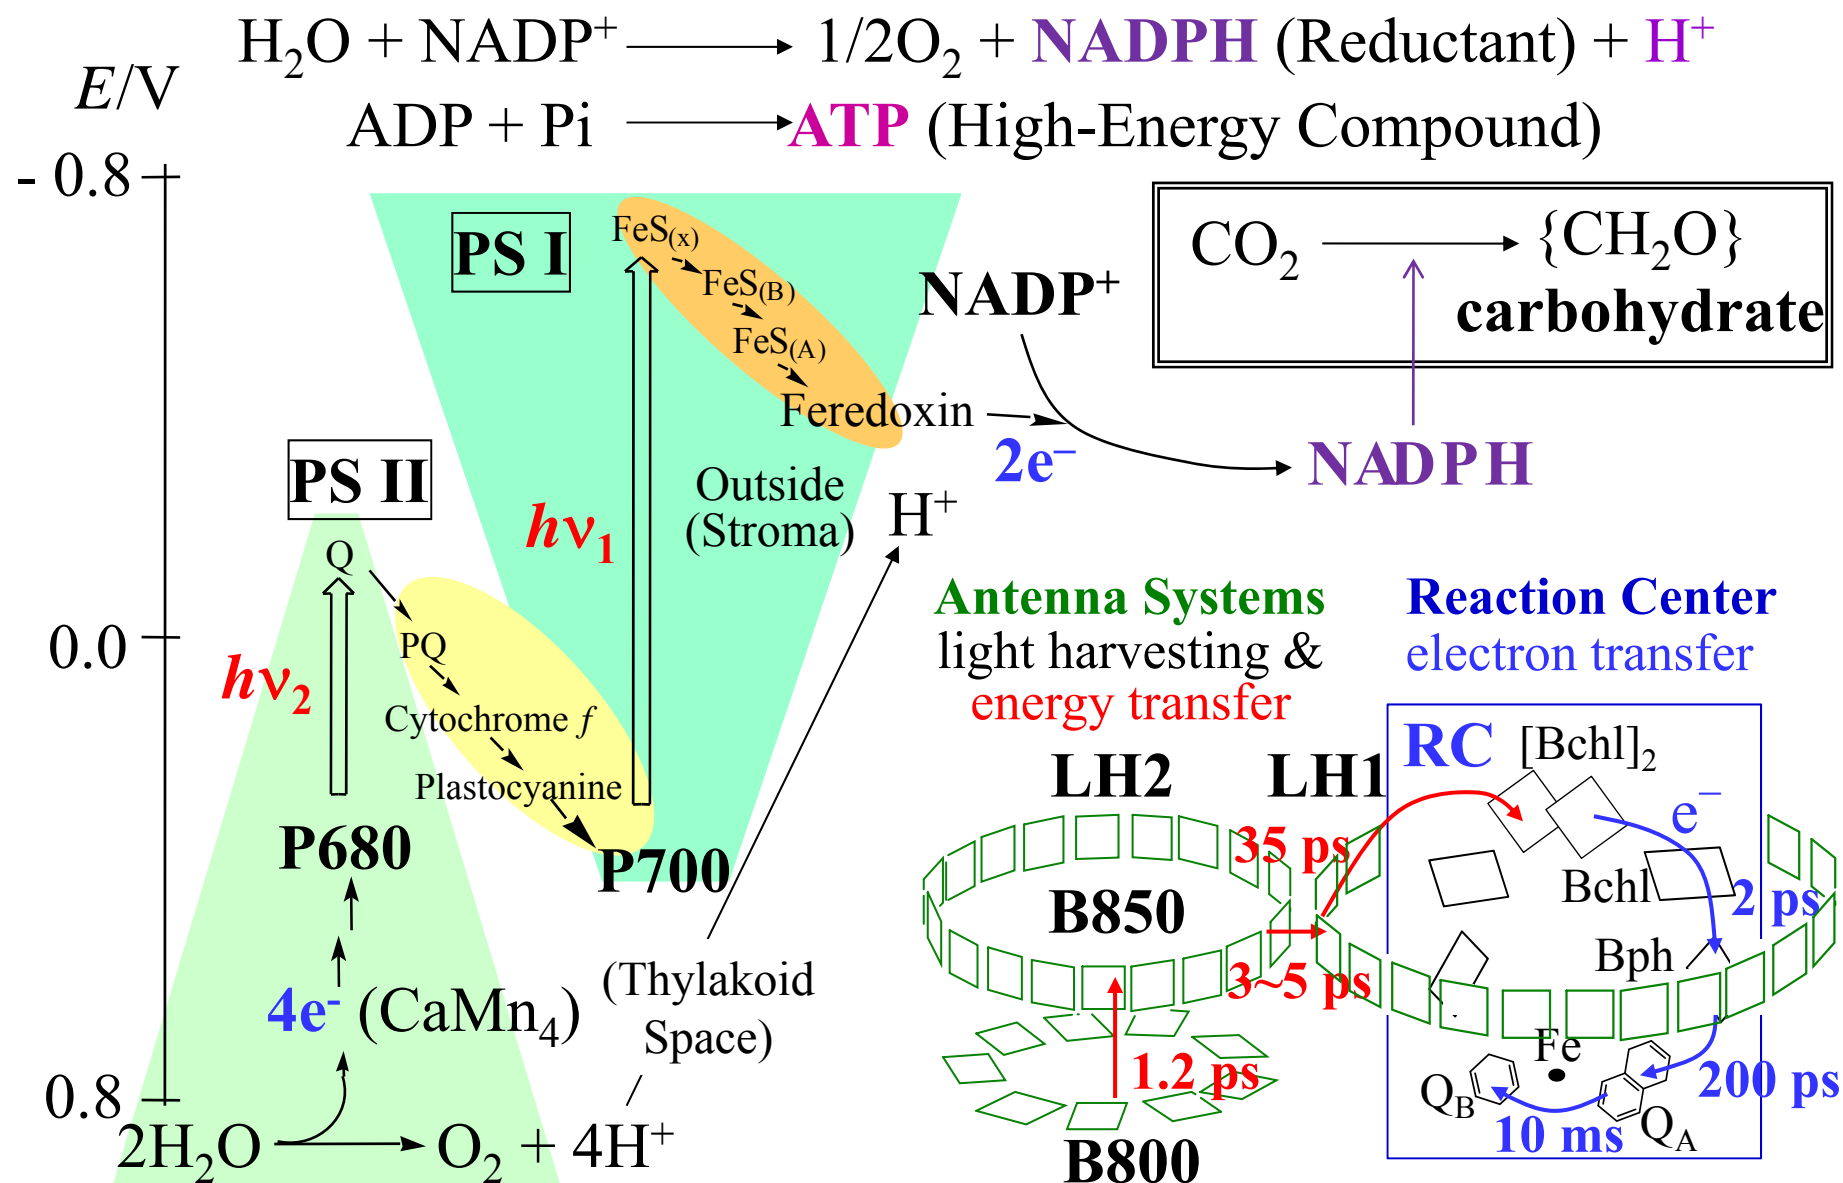 H₂O + NADP⁺ → 1/2O₂ + NADPH (Reductant) + H⁺
E/V
ADP + Pi → ATP (High-Energy Compound)
- 0.8
0.0
0.8
PS I
FeS(x)
FeS(B)
FeS(A)
Feredoxin
NADP⁺
2e⁻
NADPH
CO₂ → {CH₂O}
carbohydrate
PS II
Q
hν₁
hν₂
Outside
(Stroma)
H⁺
PQ
Cytochrome f
Plastocyanine
P680
P700
4e⁻ (CaMn₄)
(Thylakoid
Space)
2H₂O → O₂ + 4H⁺
Antenna Systems
light harvesting &
energy transfer
LH2
LH1
35 ps
B850
3~5 ps
1.2 ps
B800
Reaction Center
electron transfer
RC
[Bchl]₂
e⁻
Bchl
2 ps
Bph
Fe
200 ps
Q_B
10 ms
Q_A